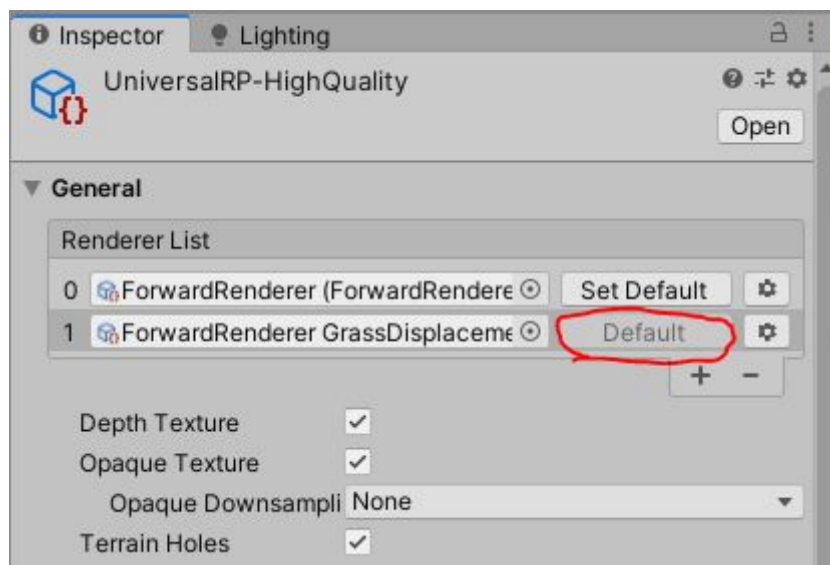 Inspector Lighting
UniversalRP-HighQuality
Open
General
Renderer List
0 ForwardRenderer (ForwardRendere Set Default
1 ForwardRenderer GrassDisplaceme Default
+ −
Depth Texture
Opaque Texture
Opaque Downsampli None
Terrain Holes